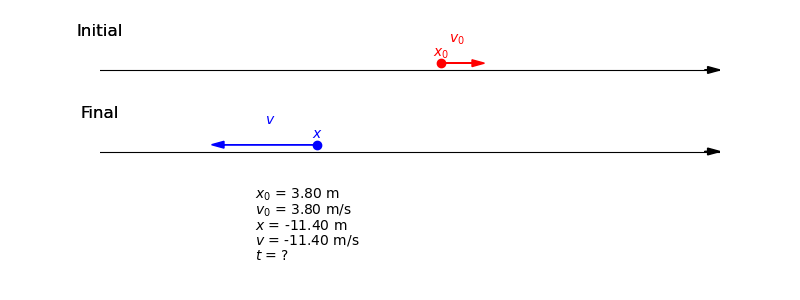 Initial
v₀
x₀
Final
v
x
x₀ = 3.80 m
v₀ = 3.80 m/s
x = -11.40 m
v = -11.40 m/s
t = ?